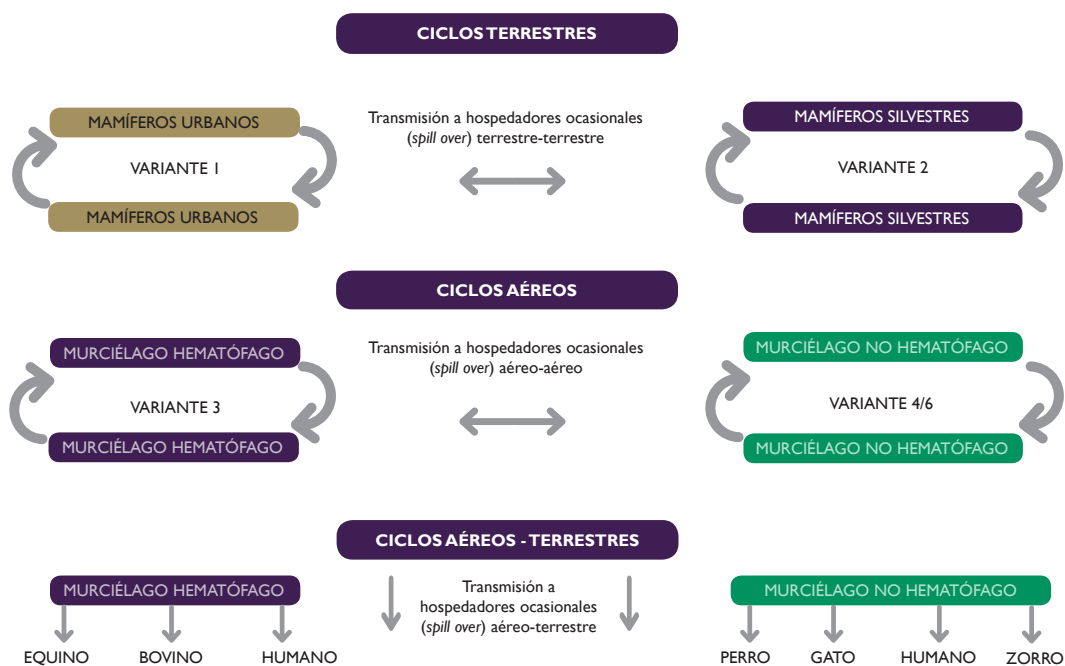 CICLOS TERRESTRES
MAMÍFEROS URBANOS
VARIANTE 1
MAMÍFEROS URBANOS
Transmisión a hospedadores ocasionales
(spill over) terrestre-terrestre
MAMÍFEROS SILVESTRES
VARIANTE 2
MAMÍFEROS SILVESTRES
CICLOS AÉREOS
MURCIÉLAGO HEMATÓFAGO
VARIANTE 3
MURCIÉLAGO HEMATÓFAGO
Transmisión a hospedadores ocasionales
(spill over) aéreo-aéreo
MURCIÉLAGO NO HEMATÓFAGO
VARIANTE 4/6
MURCIÉLAGO NO HEMATÓFAGO
CICLOS AÉREOS - TERRESTRES
MURCIÉLAGO HEMATÓFAGO
EQUINO BOVINO HUMANO
Transmisión a
hospedadores ocasionales
(spill over) aéreo-terrestre
MURCIÉLAGO NO HEMATÓFAGO
PERRO GATO HUMANO ZORRO